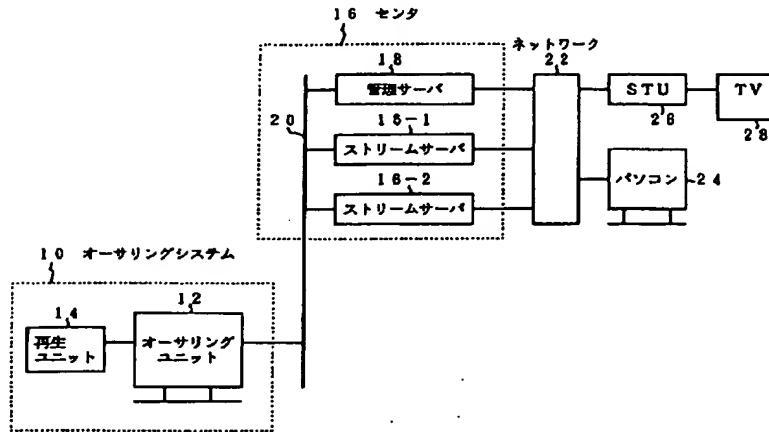 16 センタ
ネットワーク
18
22
管理サーバ
STU
TV
20
26
28
16-1
ストリームサーバ
パソコン
24
16-2
ストリームサーバ
10 オーサリングシステム
12
14
再生
ユニット
オーサリング
ユニット